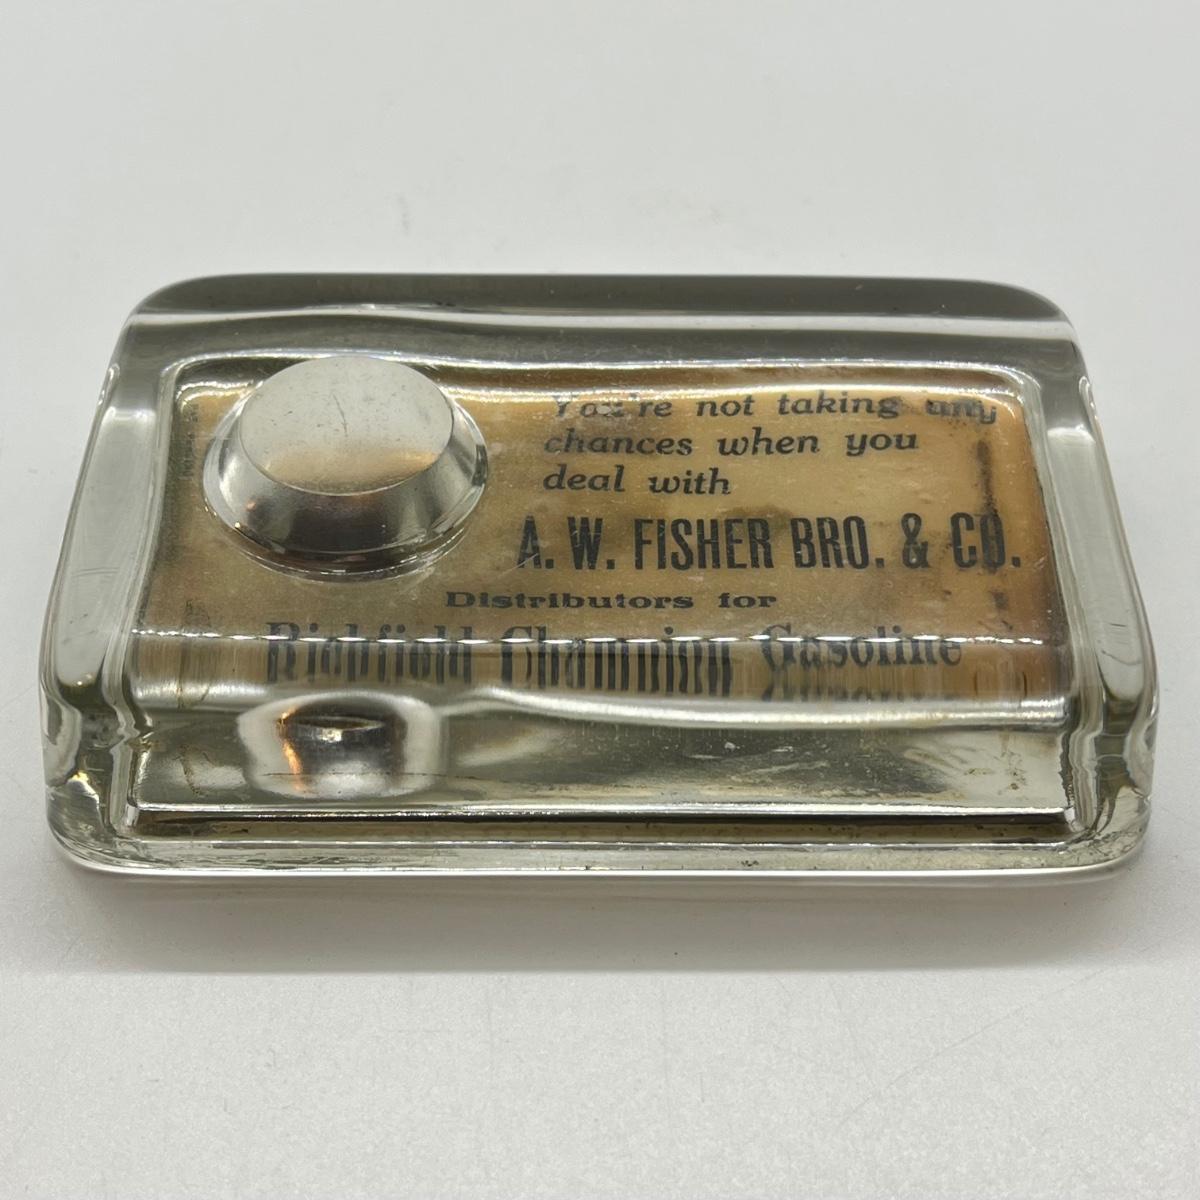 You're not taking any
chances when you
deal with
A. W. FISHER BRO. & CO.
Distributors for
Richfield Champion Gasoline